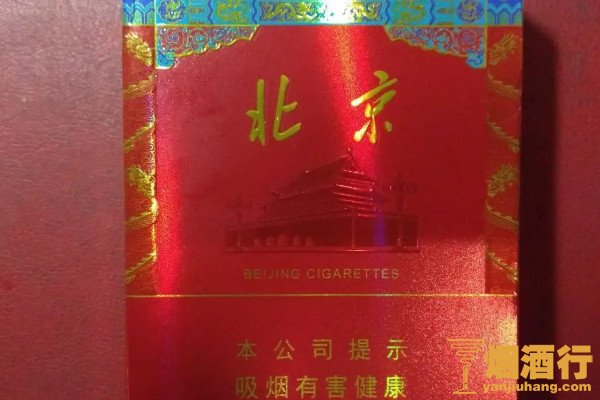 北京
BEIJING CIGARETTES
本公司提示
吸烟有害健康
烟酒行
yanjiuhang.com